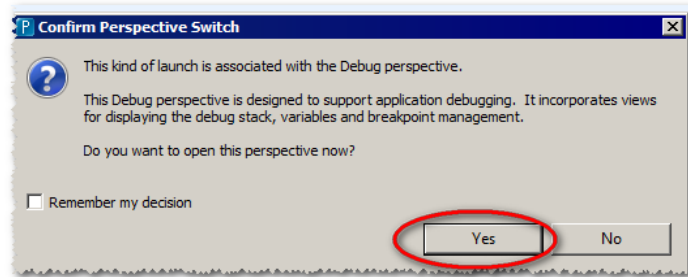 P Confirm Perspective Switch
This kind of launch is associated with the Debug perspective.
This Debug perspective is designed to support application debugging. It incorporates views
for displaying the debug stack, variables and breakpoint management.
Do you want to open this perspective now?
Remember my decision
Yes No